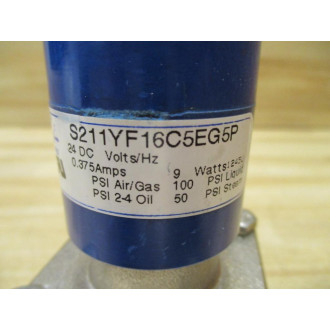 S211YF16C5EG5P
24 DC Volts/Hz
0.375Amps 9 Watts
PSI Air/Gas 100 PSI Liquid
PSI 2-4 Oil 50 PSI